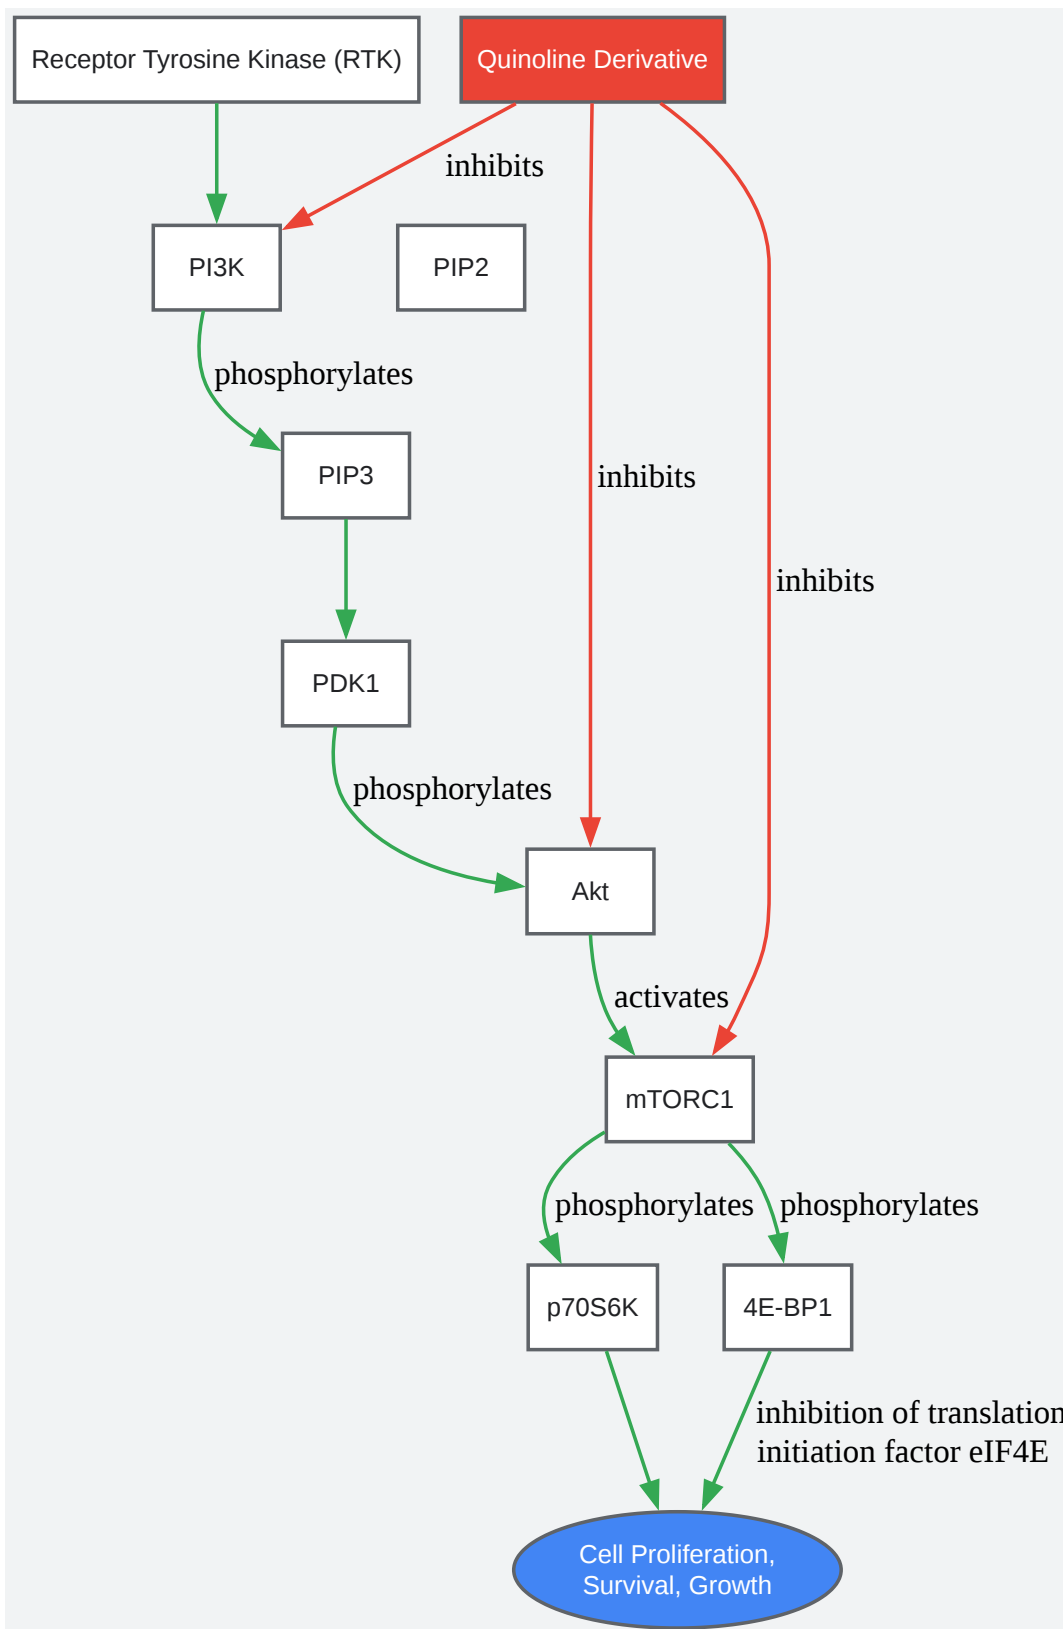 Receptor Tyrosine Kinase (RTK)
Quinoline Derivative
inhibits
PI3K
PIP2
phosphorylates
PIP3
inhibits
inhibits
PDK1
phosphorylates
Akt
activates
mTORC1
phosphorylates
phosphorylates
p70S6K
4E-BP1
inhibition of translation
initiation factor eIF4E
Cell Proliferation,
Survival, Growth